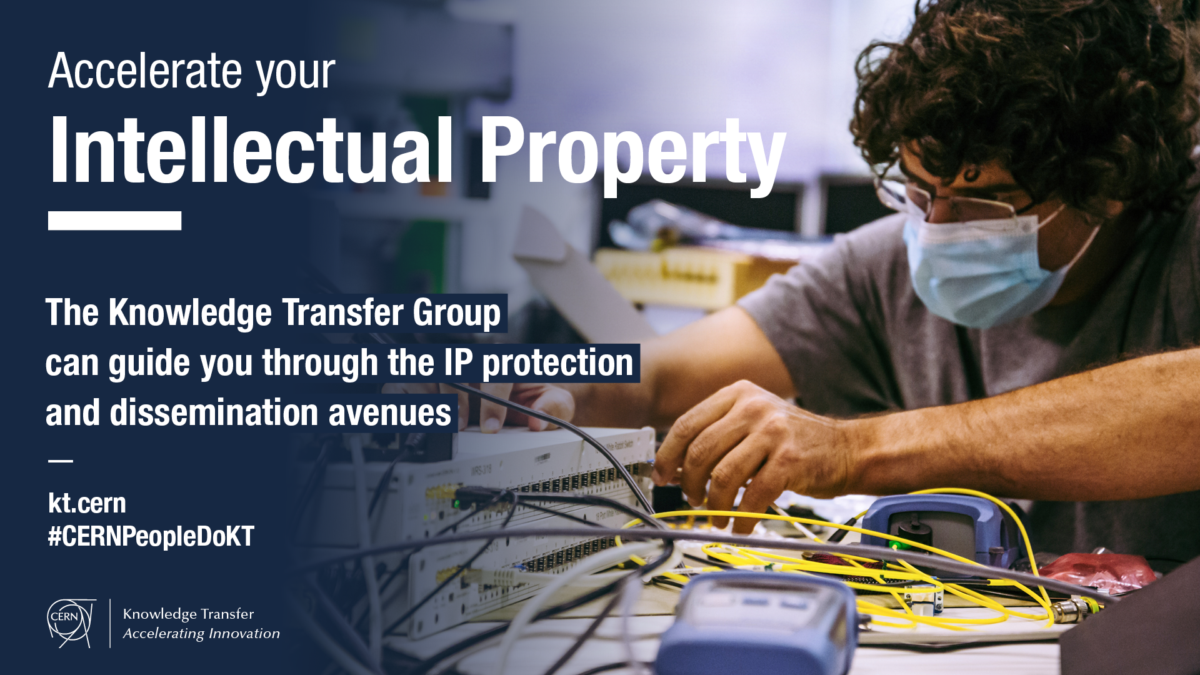 Accelerate your
Intellectual Property
The Knowledge Transfer Group
can guide you through the IP protection
and dissemination avenues
kt.cern
#CERNPeopleDoKT
CERN
Knowledge Transfer
Accelerating Innovation